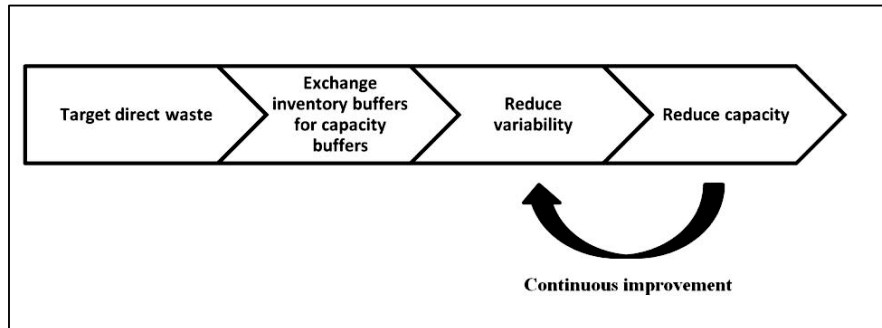 Target direct waste
Exchange
inventory buffers
for capacity
buffers
Reduce
variability
Reduce capacity
Continuous improvement